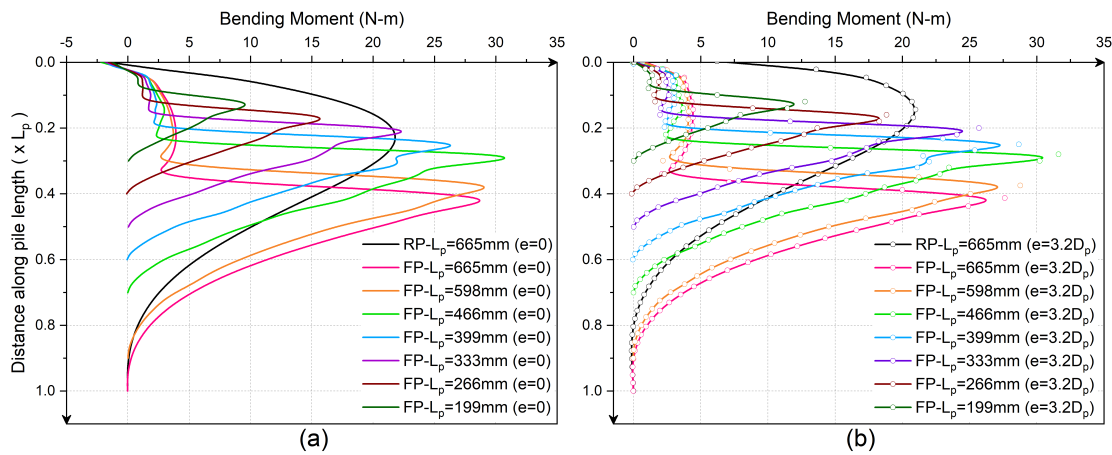 Bending Moment (N-m)
-5 0 5 10 15 20 25 30 35
0.0
0.2
0.4
0.6
0.8
1.0
Distance along pile length ( x Lₚ)
RP-Lₚ=665mm (e=0)
FP-Lₚ=665mm (e=0)
FP-Lₚ=598mm (e=0)
FP-Lₚ=466mm (e=0)
FP-Lₚ=399mm (e=0)
FP-Lₚ=333mm (e=0)
FP-Lₚ=266mm (e=0)
FP-Lₚ=199mm (e=0)
(a)
Bending Moment (N-m)
0 5 10 15 20 25 30 35
0.0
0.2
0.4
0.6
0.8
1.0
RP-Lₚ=665mm (e=3.2Dₚ)
FP-Lₚ=665mm (e=3.2Dₚ)
FP-Lₚ=598mm (e=3.2Dₚ)
FP-Lₚ=466mm (e=3.2Dₚ)
FP-Lₚ=399mm (e=3.2Dₚ)
FP-Lₚ=333mm (e=3.2Dₚ)
FP-Lₚ=266mm (e=3.2Dₚ)
FP-Lₚ=199mm (e=3.2Dₚ)
(b)